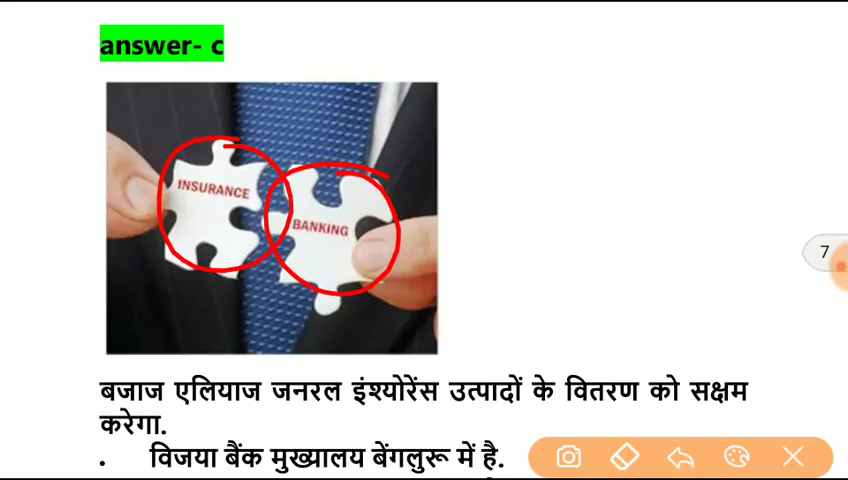 answer- c
INSURANCE
BANKING
7
बजाज एलियाज जनरल इंश्योरेंस उत्पादों के वितरण को सक्षम
करेगा.
• विजया बैंक मुख्यालय बेंगलुरू में है.